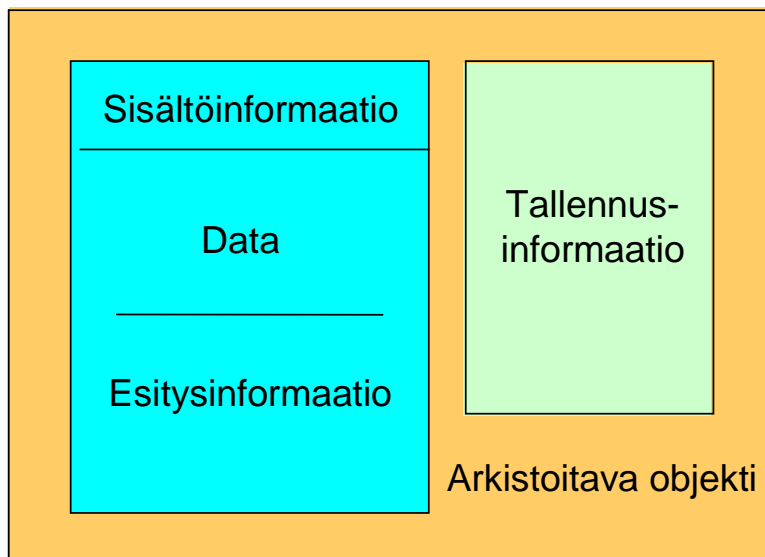 Sisältöinformaatio
Data
Esitysinformaatio
Tallennus-
informaatio
Arkistoitava objekti